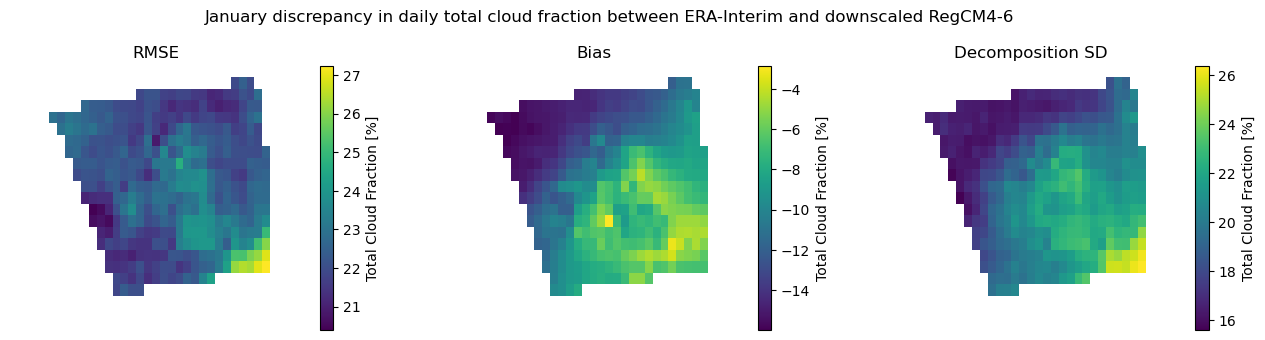 January discrepancy in daily total cloud fraction between ERA-Interim and downscaled RegCM4-6
RMSE
27
26
25
24
23
22
21
Total Cloud Fraction [%]
Bias
−4
−6
−8
−10
−12
−14
Total Cloud Fraction [%]
Decomposition SD
26
24
22
20
18
16
Total Cloud Fraction [%]